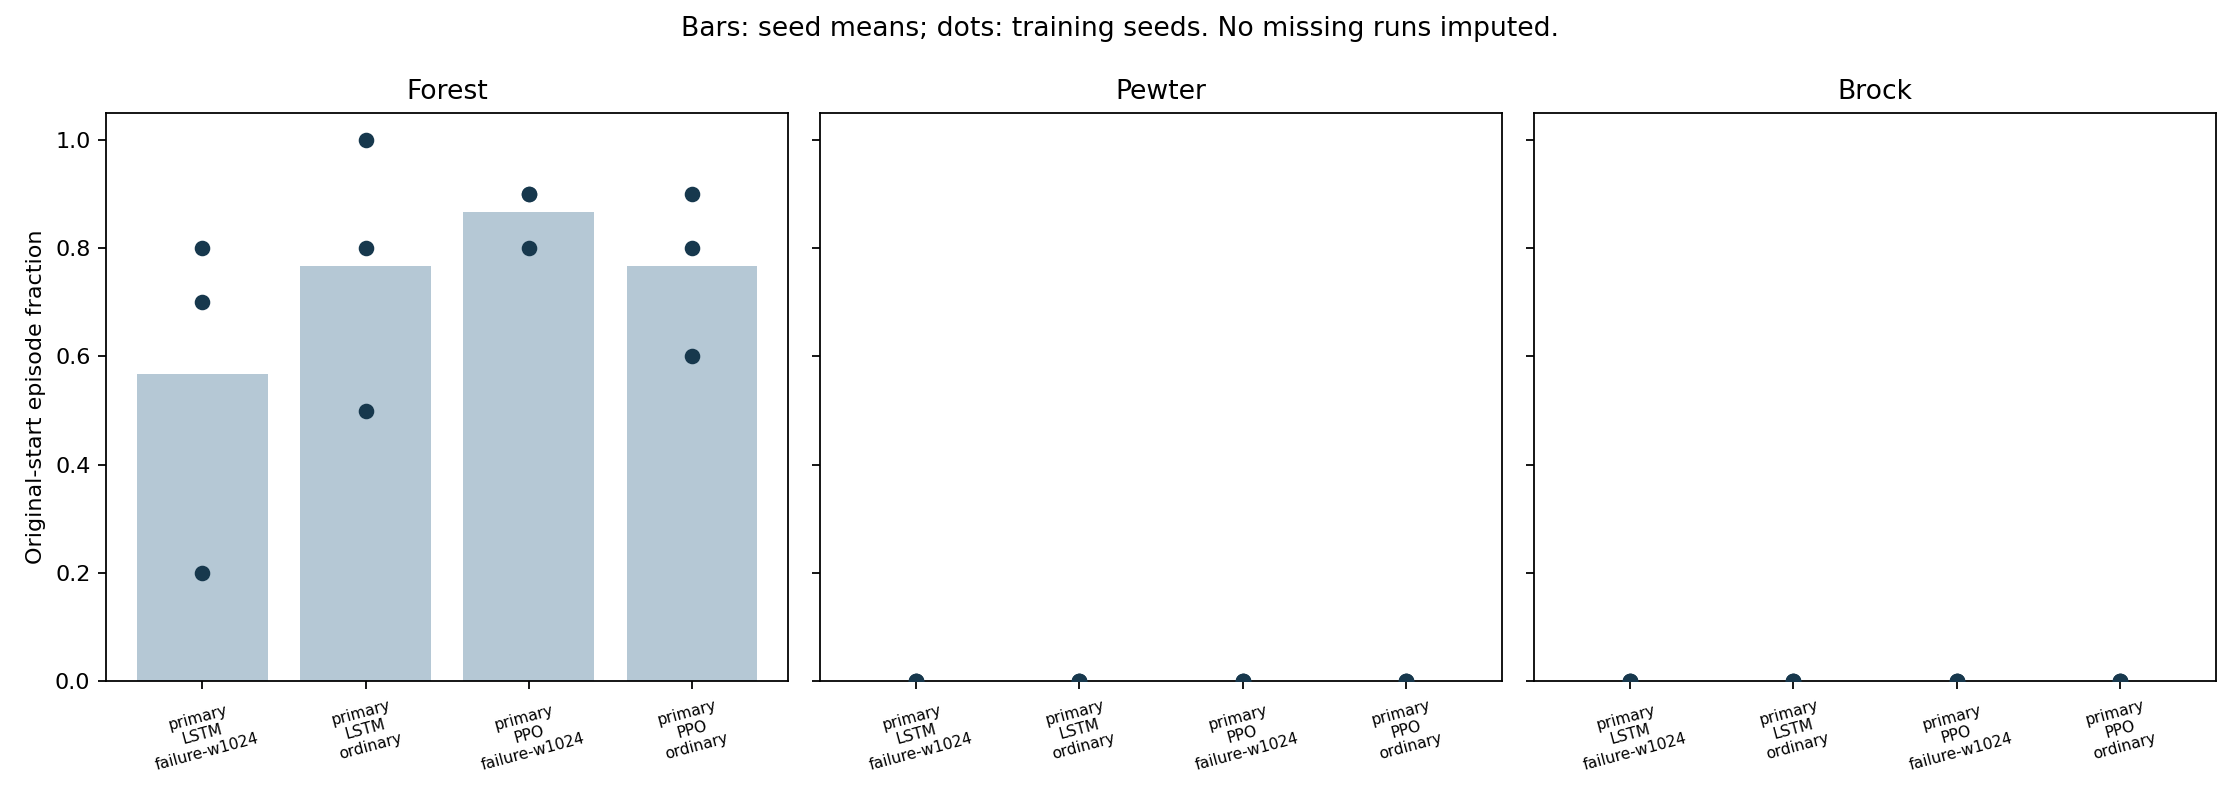 Bars: seed means; dots: training seeds. No missing runs imputed.
Forest
Pewter
Brock
Original-start episode fraction
1.0
0.8
0.6
0.4
0.2
0.0
primary
LSTM
failure-w1024
primary
LSTM
ordinary
primary
PPO
failure-w1024
primary
PPO
ordinary
primary
LSTM
failure-w1024
primary
LSTM
ordinary
primary
PPO
failure-w1024
primary
PPO
ordinary
primary
LSTM
failure-w1024
primary
LSTM
ordinary
primary
PPO
failure-w1024
primary
PPO
ordinary